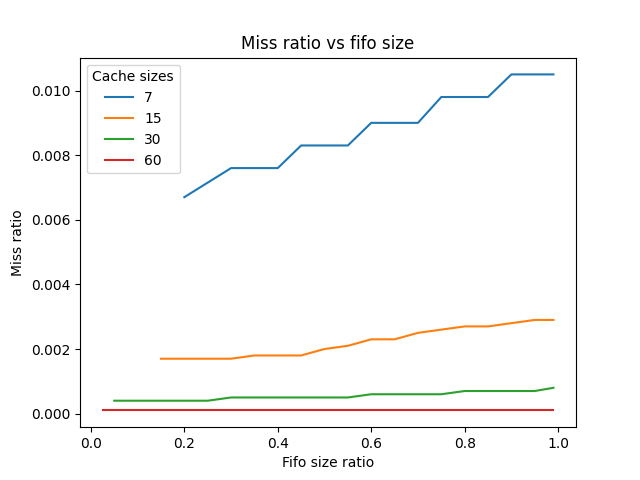 Miss ratio vs fifo size
Cache sizes
7
15
30
60
0.010
0.008
0.006
0.004
0.002
0.000
Miss ratio
0.0 0.2 0.4 0.6 0.8 1.0
Fifo size ratio